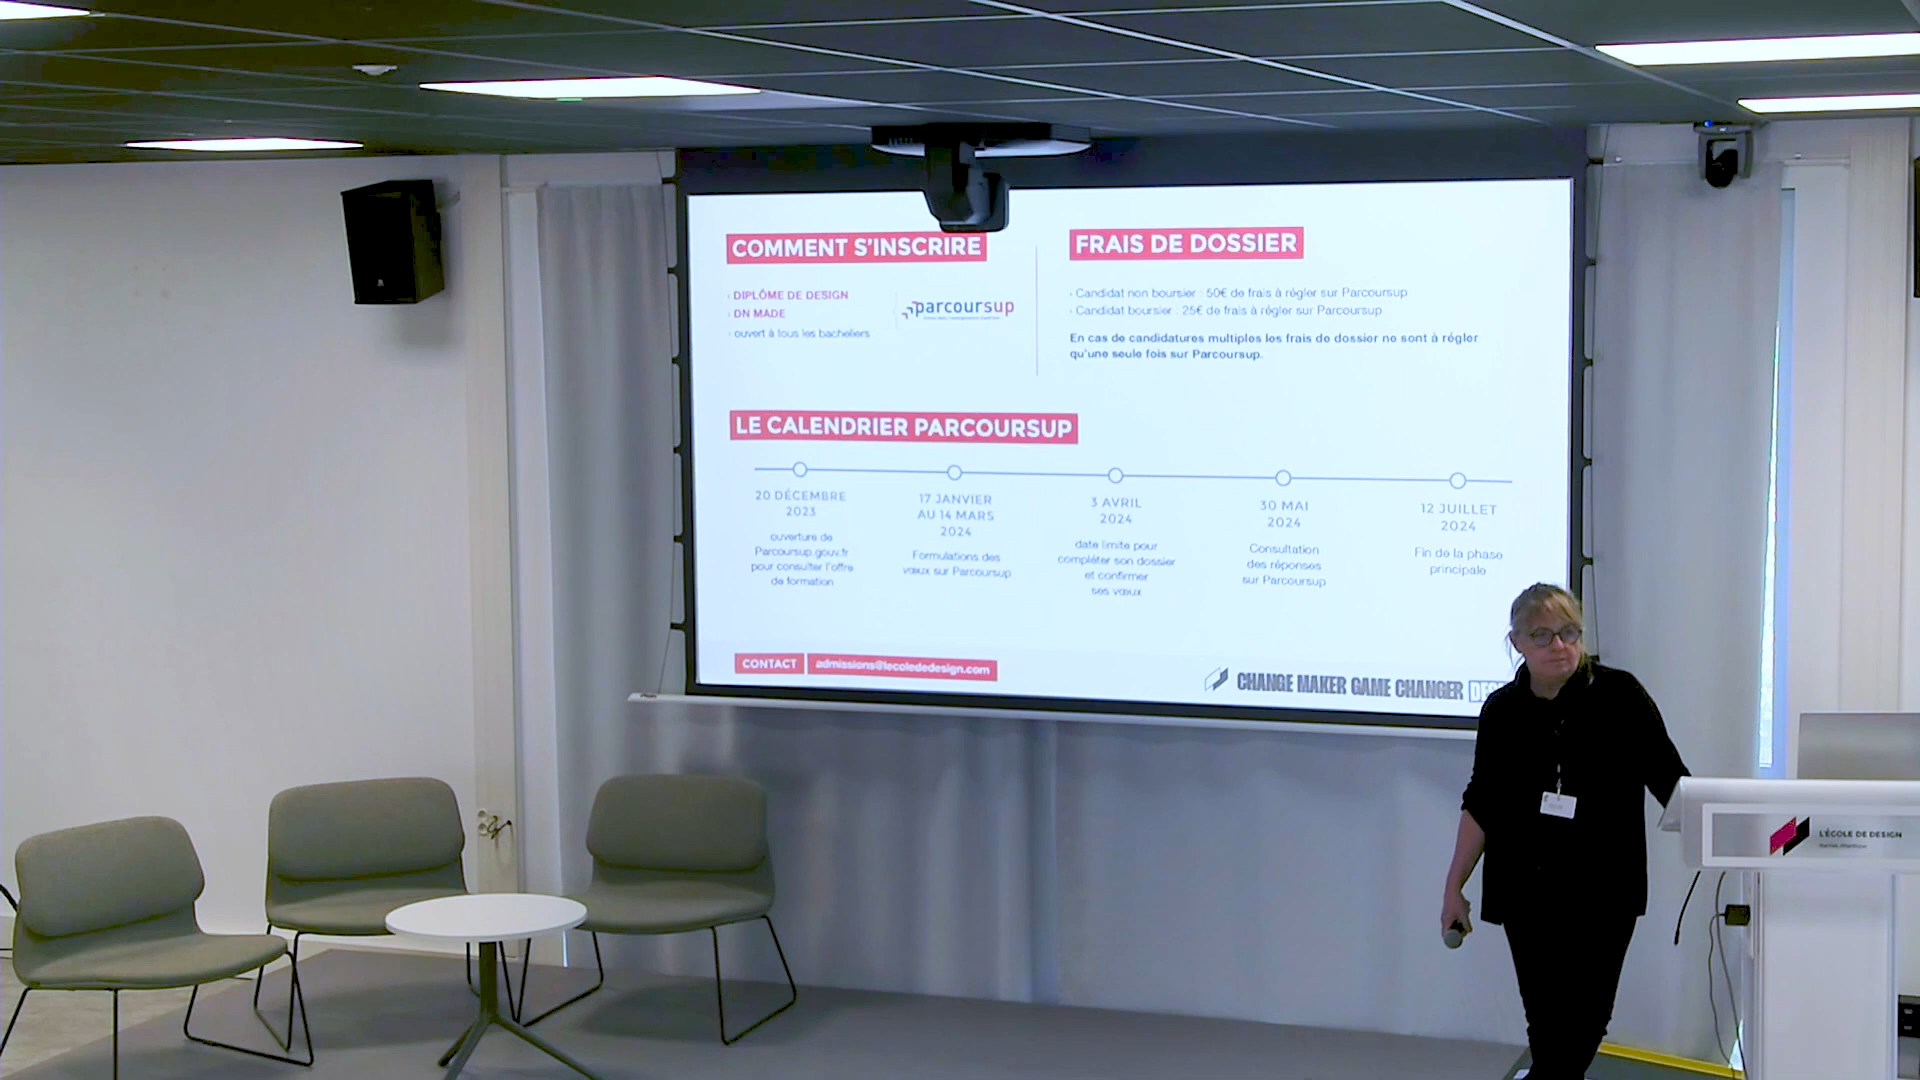 COMMENT S'INSCRIRE
› DIPLÔME DE DESIGN
› DN MADE
› ouvert à tous les bacheliers
parcoursup
FRAIS DE DOSSIER
› Candidat non boursier : 50€ de frais à régler sur Parcoursup
› Candidat boursier : 25€ de frais à régler sur Parcoursup
En cas de candidatures multiples les frais de dossier ne sont à régler
qu'une seule fois sur Parcoursup.
LE CALENDRIER PARCOURSUP
20 DÉCEMBRE
2023
ouverture de
Parcoursup.gouv.fr
pour consulter l'offre
de formation
17 JANVIER
AU 14 MARS
2024
Formulations des
vœux sur Parcoursup
3 AVRIL
2024
date limite pour
compléter son dossier
et confirmer
ses vœux
30 MAI
2024
Consultation
des réponses
sur Parcoursup
12 JUILLET
2024
Fin de la phase
principale
CONTACT
admissions@lecolededesign.com
CHANGE MAKER GAME CHANGER
L'ÉCOLE DE DESIGN
Nantes Atlantique